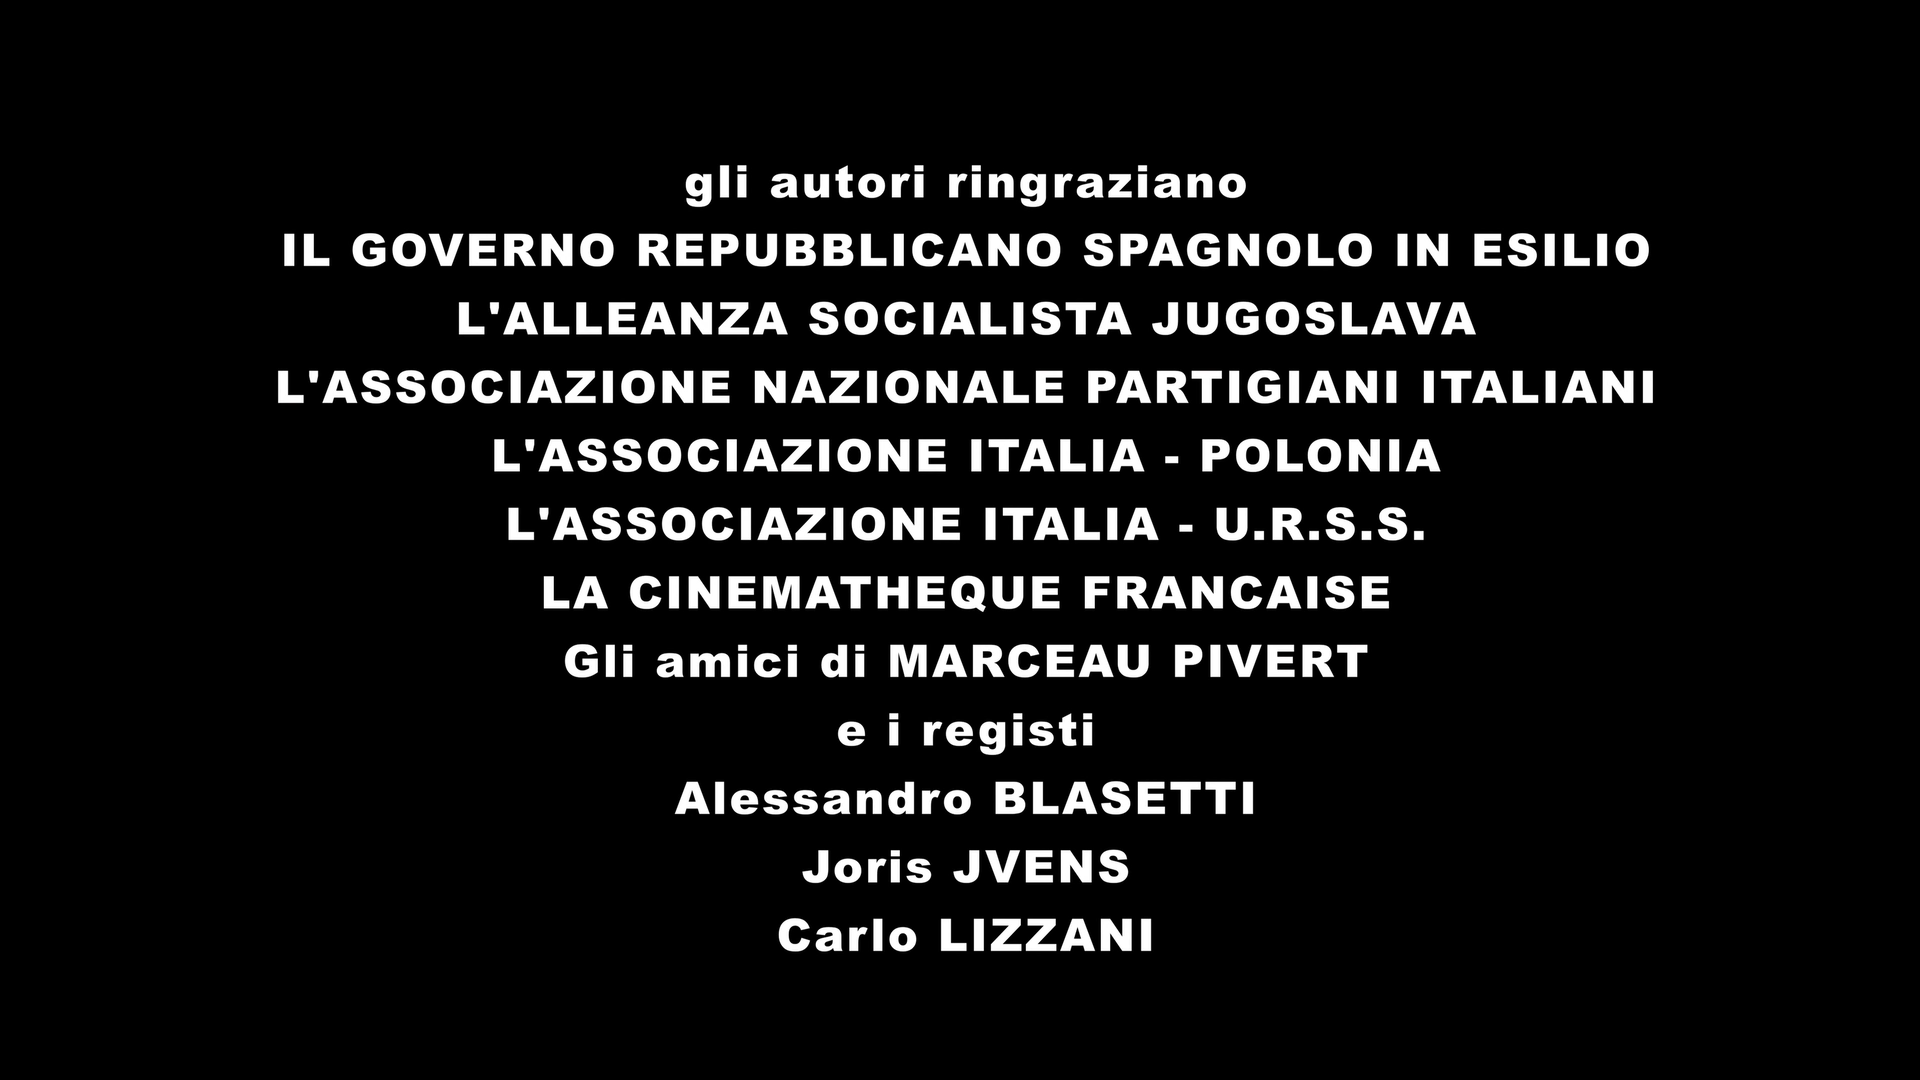 gli autori ringraziano
IL GOVERNO REPUBBLICANO SPAGNOLO IN ESILIO
L'ALLEANZA SOCIALISTA JUGOSLAVA
L'ASSOCIAZIONE NAZIONALE PARTIGIANI ITALIANI
L'ASSOCIAZIONE ITALIA - POLONIA
L'ASSOCIAZIONE ITALIA - U.R.S.S.
LA CINEMATHEQUE FRANCAISE
Gli amici di MARCEAU PIVERT
e i registi
Alessandro BLASETTI
Joris JVENS
Carlo LIZZANI